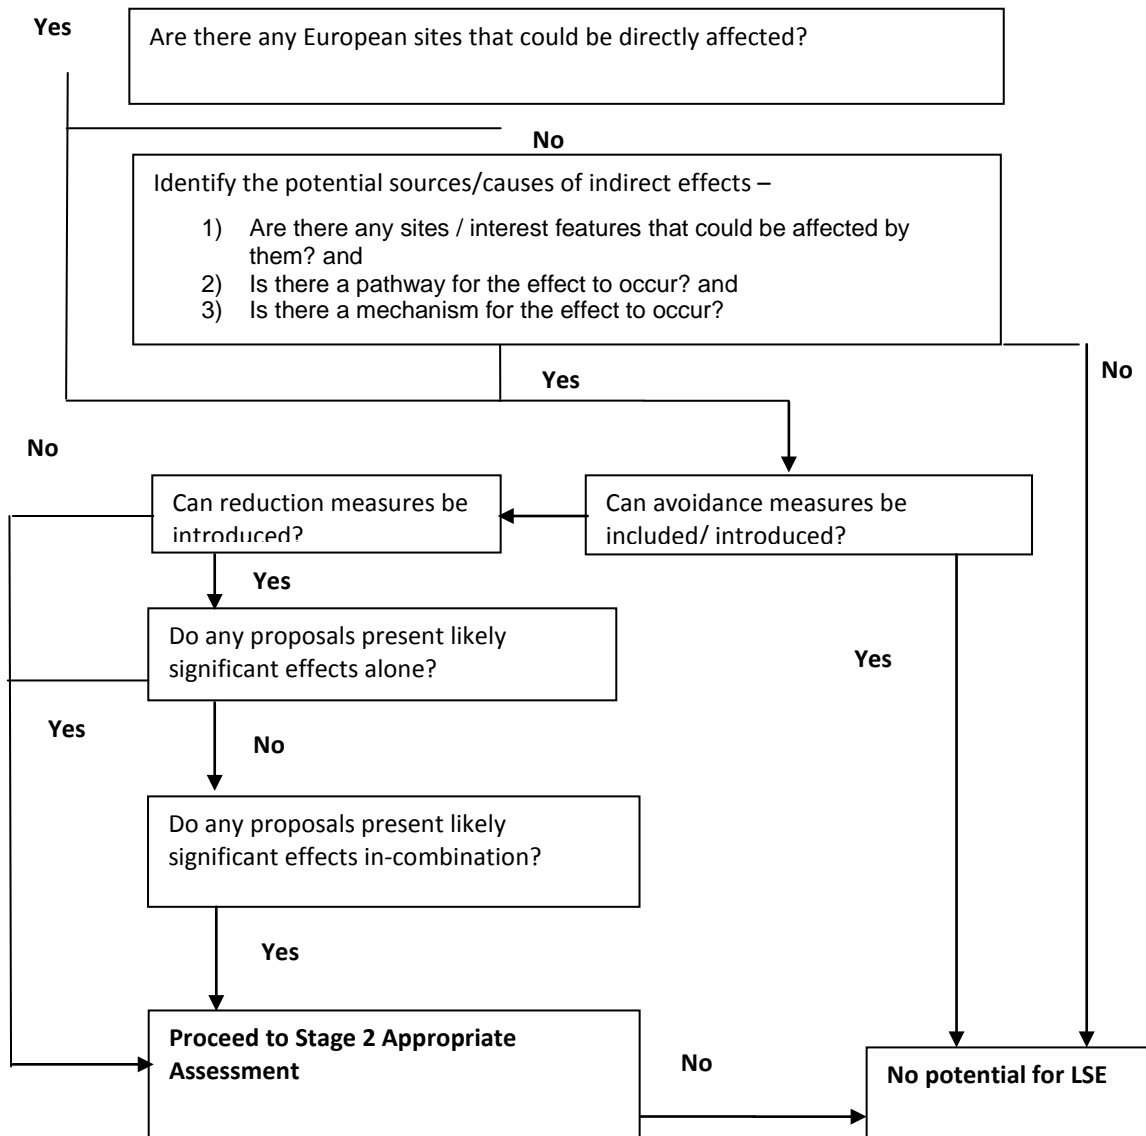 Yes
Are there any European sites that could be directly affected?
No
Identify the potential sources/causes of indirect effects –
1) Are there any sites / interest features that could be affected by
them? and
2) Is there a pathway for the effect to occur? and
3) Is there a mechanism for the effect to occur?
Yes
No
No
Can reduction measures be
introduced?
Can avoidance measures be
included/ introduced?
Yes
Do any proposals present likely
significant effects alone?
Yes
Yes
No
Do any proposals present likely
significant effects in-combination?
Yes
Proceed to Stage 2 Appropriate
Assessment
No
No potential for LSE